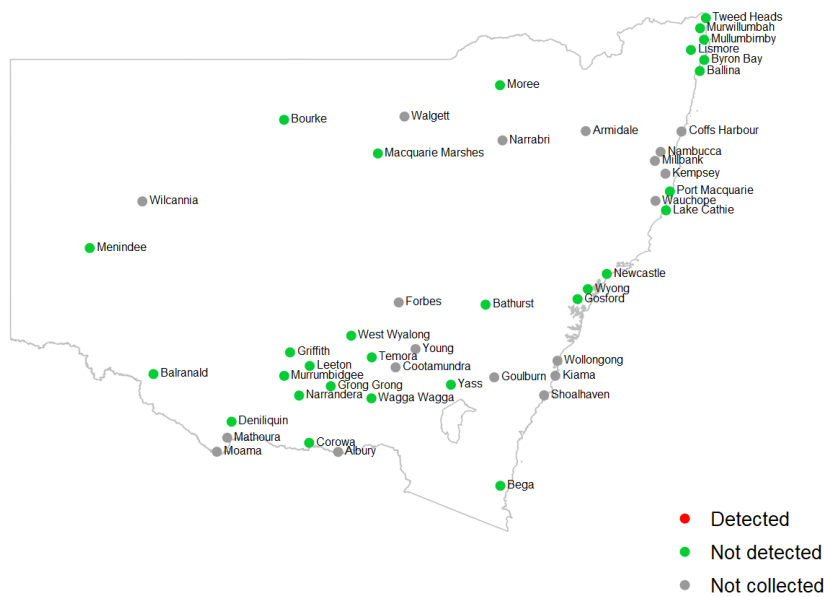 Tweed Heads
Murwillumbah
Mullumbimby
Lismore
Byron Bay
Ballina
Moree
Bourke
Walgett
Armidale
Coffs Harbour
Narrabri
Macquarie Marshes
Nambucca
Millbank
Kempsey
Port Macquarie
Wilcannia
Wauchope
Lake Cathie
Menindee
Newcastle
Wyong
Gosford
Forbes
Bathurst
West Wyalong
Griffith
Young
Temora
Leeton
Cootamundra
Wollongong
Balranald
Murrumbidgee
Goulburn
Kiama
Grong Grong
Yass
Narrandera
Wagga Wagga
Shoalhaven
Deniliquin
Mathoura
Corowa
Moama
Albury
Bega
Detected
Not detected
Not collected